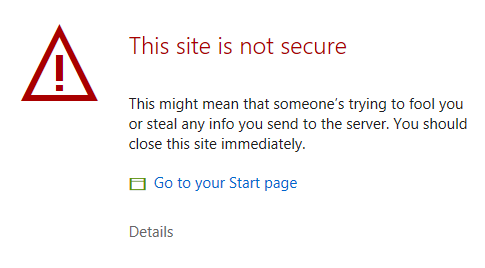 This site is not secure
This might mean that someone's trying to fool you
or steal any info you send to the server. You should
close this site immediately.
Go to your Start page
Details